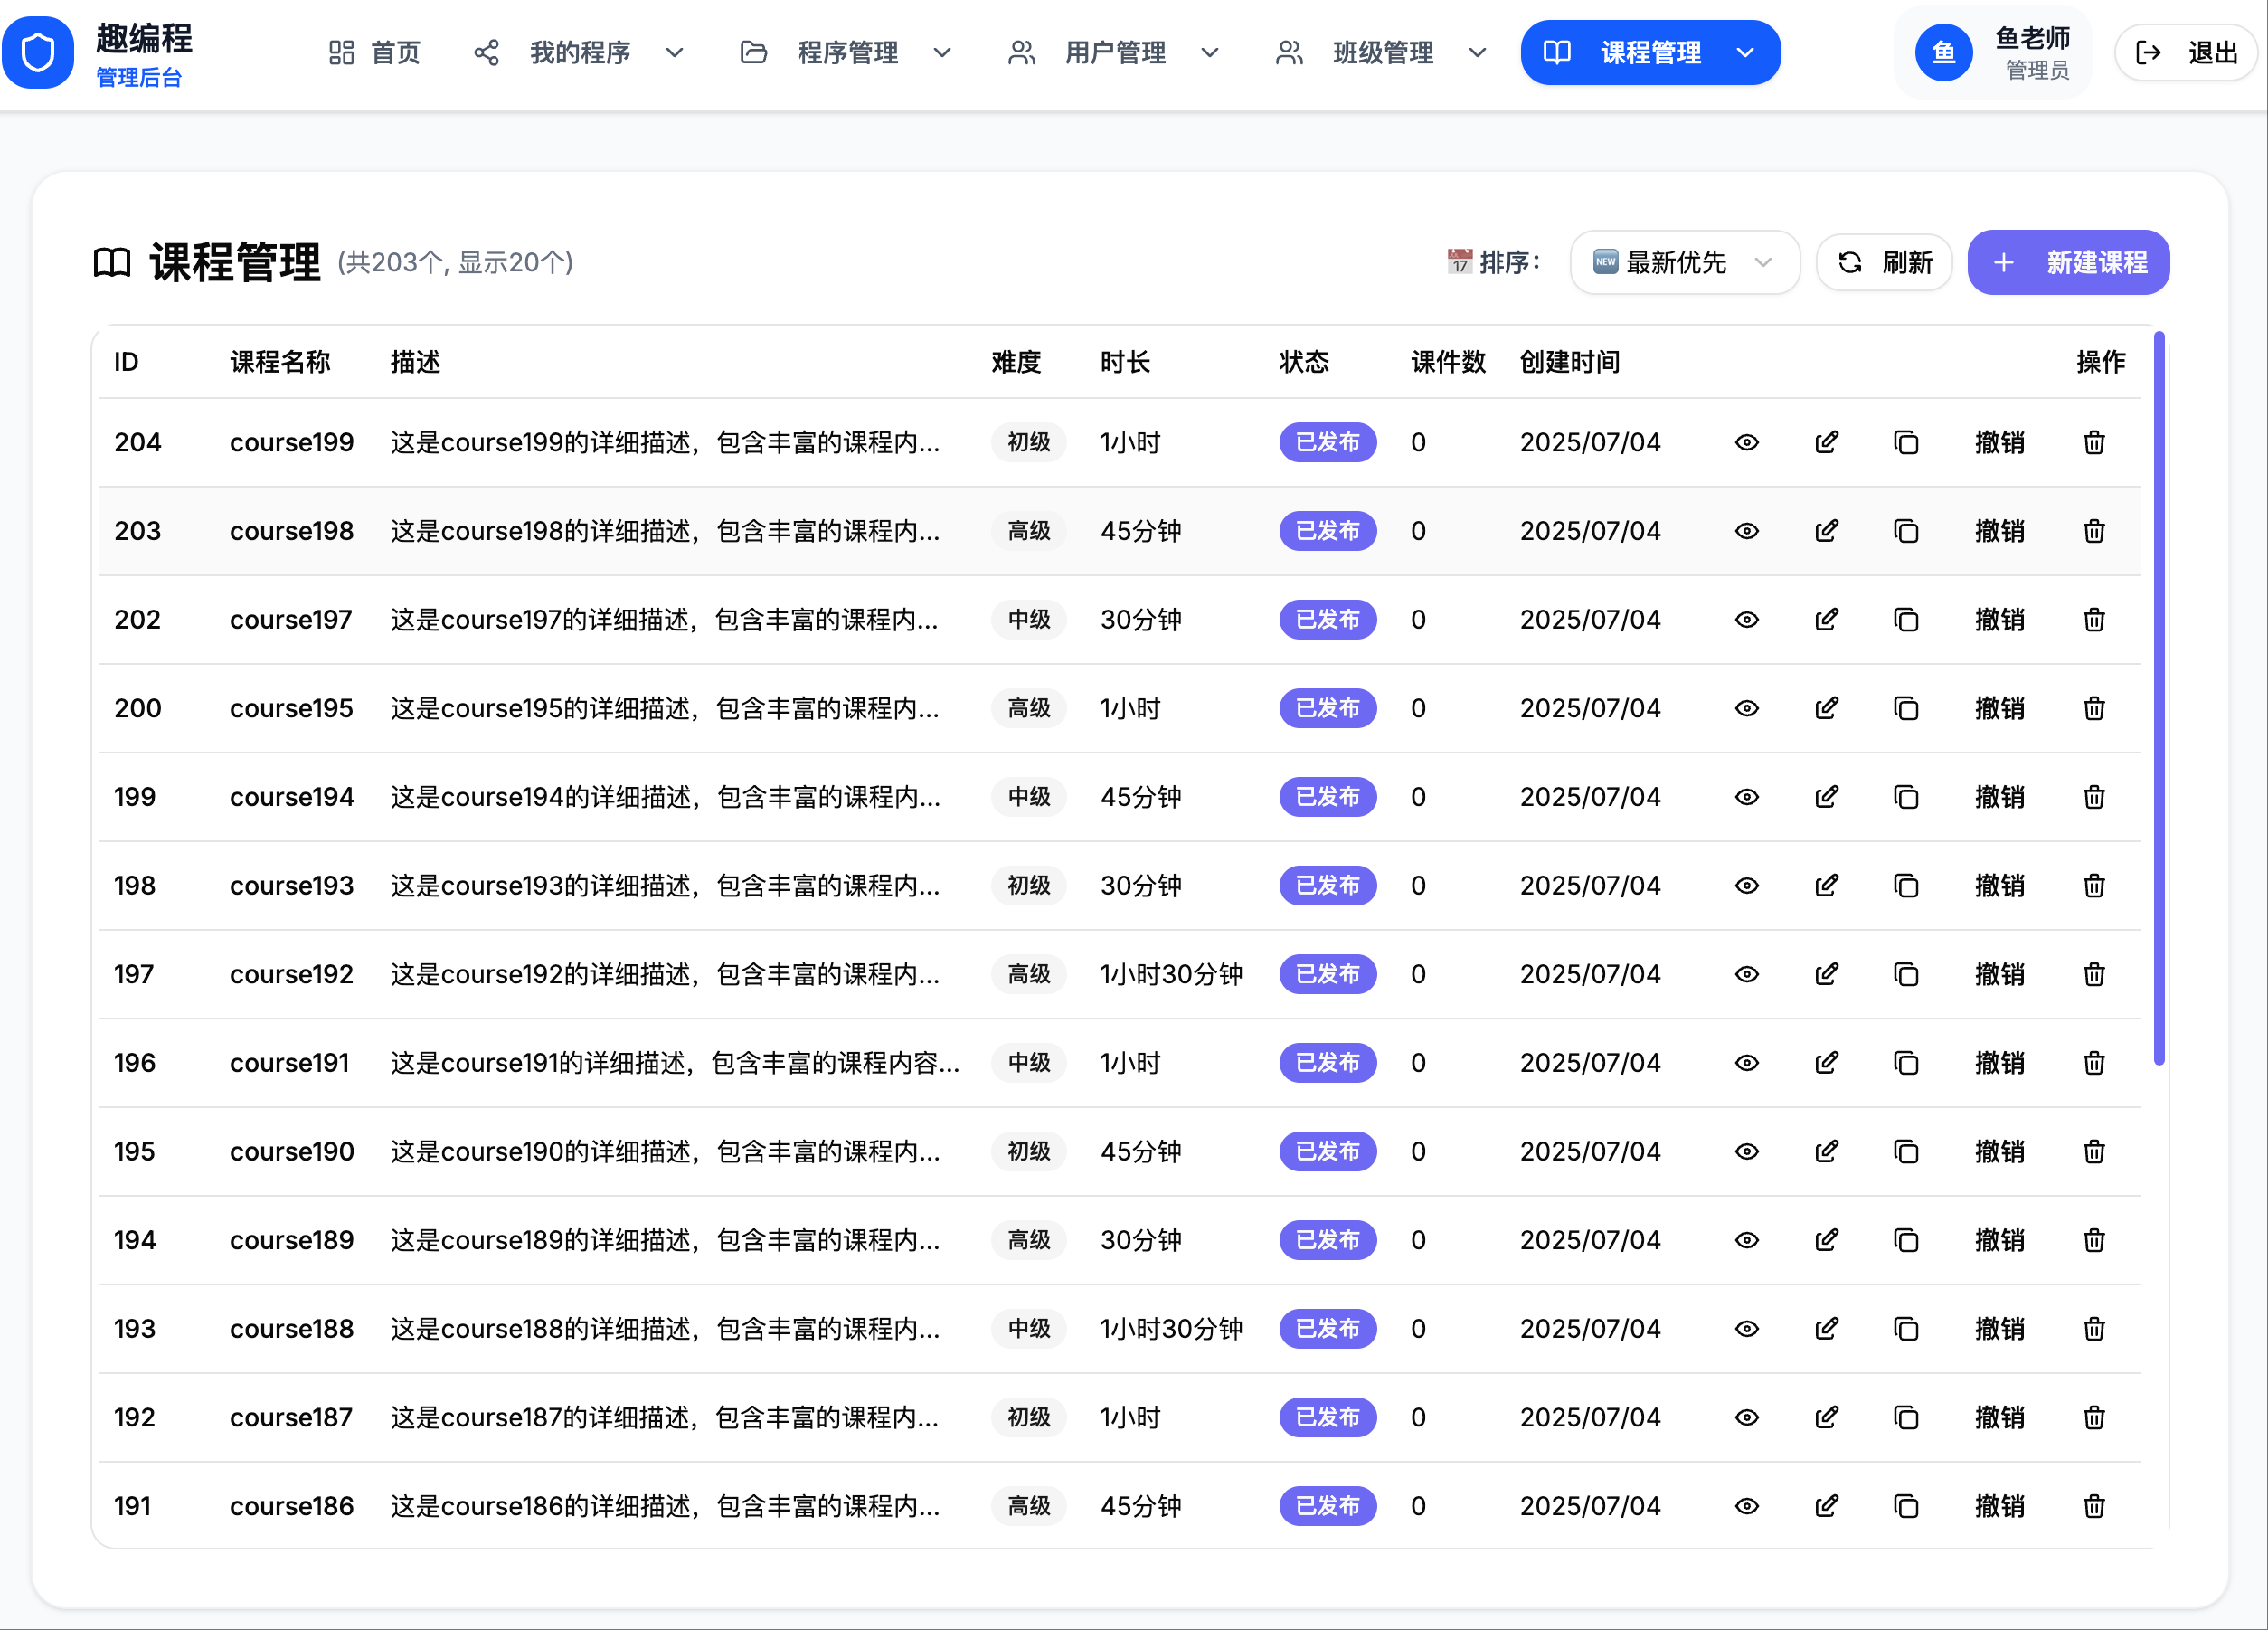 趣编程
管理后台
首页 我的程序 程序管理 用户管理 班级管理 课程管理
鱼 鱼老师
管理员
退出
课程管理 (共203个, 显示20个)
17 排序: NEW 最新优先 刷新 + 新建课程
ID 课程名称 描述 难度 时长 状态 课件数 创建时间 操作
204 course199 这是course199的详细描述，包含丰富的课程内... 初级 1小时 已发布 0 2025/07/04 撤销
203 course198 这是course198的详细描述，包含丰富的课程内... 高级 45分钟 已发布 0 2025/07/04 撤销
202 course197 这是course197的详细描述，包含丰富的课程内... 中级 30分钟 已发布 0 2025/07/04 撤销
200 course195 这是course195的详细描述，包含丰富的课程内... 高级 1小时 已发布 0 2025/07/04 撤销
199 course194 这是course194的详细描述，包含丰富的课程内... 中级 45分钟 已发布 0 2025/07/04 撤销
198 course193 这是course193的详细描述，包含丰富的课程内... 初级 30分钟 已发布 0 2025/07/04 撤销
197 course192 这是course192的详细描述，包含丰富的课程内... 高级 1小时30分钟 已发布 0 2025/07/04 撤销
196 course191 这是course191的详细描述，包含丰富的课程内容... 中级 1小时 已发布 0 2025/07/04 撤销
195 course190 这是course190的详细描述，包含丰富的课程内... 初级 45分钟 已发布 0 2025/07/04 撤销
194 course189 这是course189的详细描述，包含丰富的课程内... 高级 30分钟 已发布 0 2025/07/04 撤销
193 course188 这是course188的详细描述，包含丰富的课程内... 中级 1小时30分钟 已发布 0 2025/07/04 撤销
192 course187 这是course187的详细描述，包含丰富的课程内... 初级 1小时 已发布 0 2025/07/04 撤销
191 course186 这是course186的详细描述，包含丰富的课程内... 高级 45分钟 已发布 0 2025/07/04 撤销